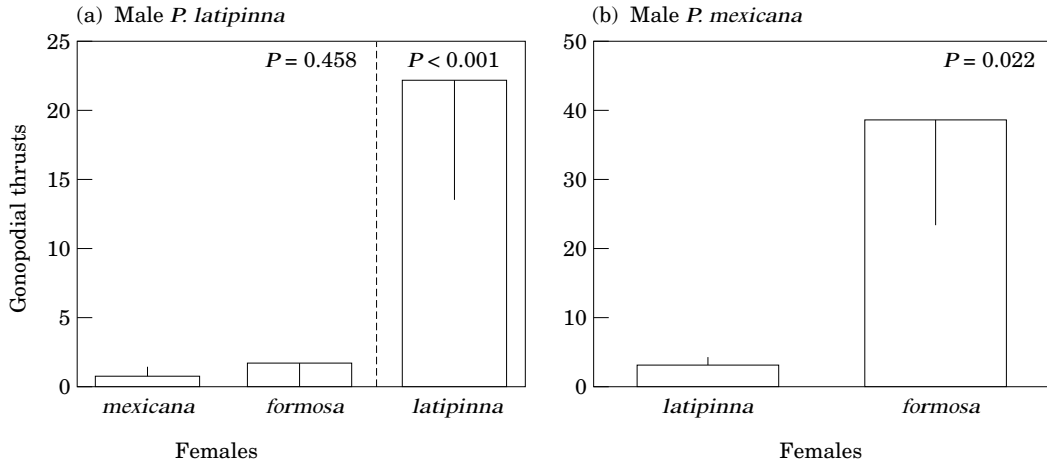 (a) Male P. latipinna
25
20
15
10
5
0
Gonopodial thrusts
P = 0.458
P < 0.001
mexicana
formosa
latipinna
Females
(b) Male P. mexicana
50
40
30
20
10
0
P = 0.022
latipinna
formosa
Females